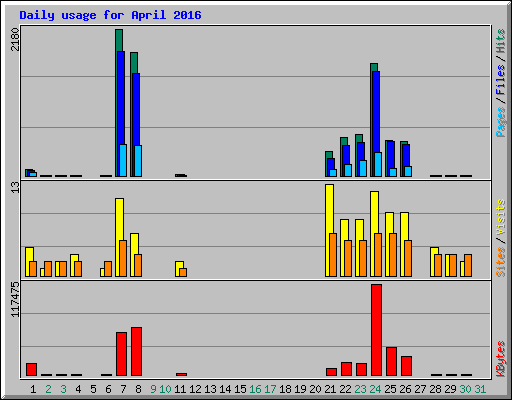 Daily usage for April 2016
2180
Pages / Files / Hits
13
Sites / Visits
117475
KBytes
1 2 3 4 5 6 7 8 9 10 11 12 13 14 15 16 17 18 19 20 21 22 23 24 25 26 27 28 29 30 31